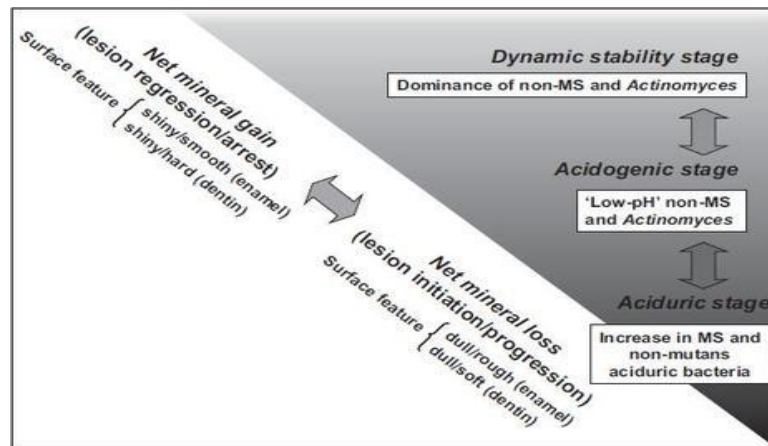 Net mineral gain
(lesion regression/arrest)
Surface feature { shiny/smooth (enamel)
shiny/hard (dentin)
Net mineral loss
(lesion initiation/progression)
Surface feature { dull/rough (enamel)
dull/soft (dentin)
Dynamic stability stage
Dominance of non-MS and Actinomyces
Acidogenic stage
‘Low-pH’ non-MS
and Actinomyces
Aciduric stage
Increase in MS and
non-mutans
aciduric bacteria